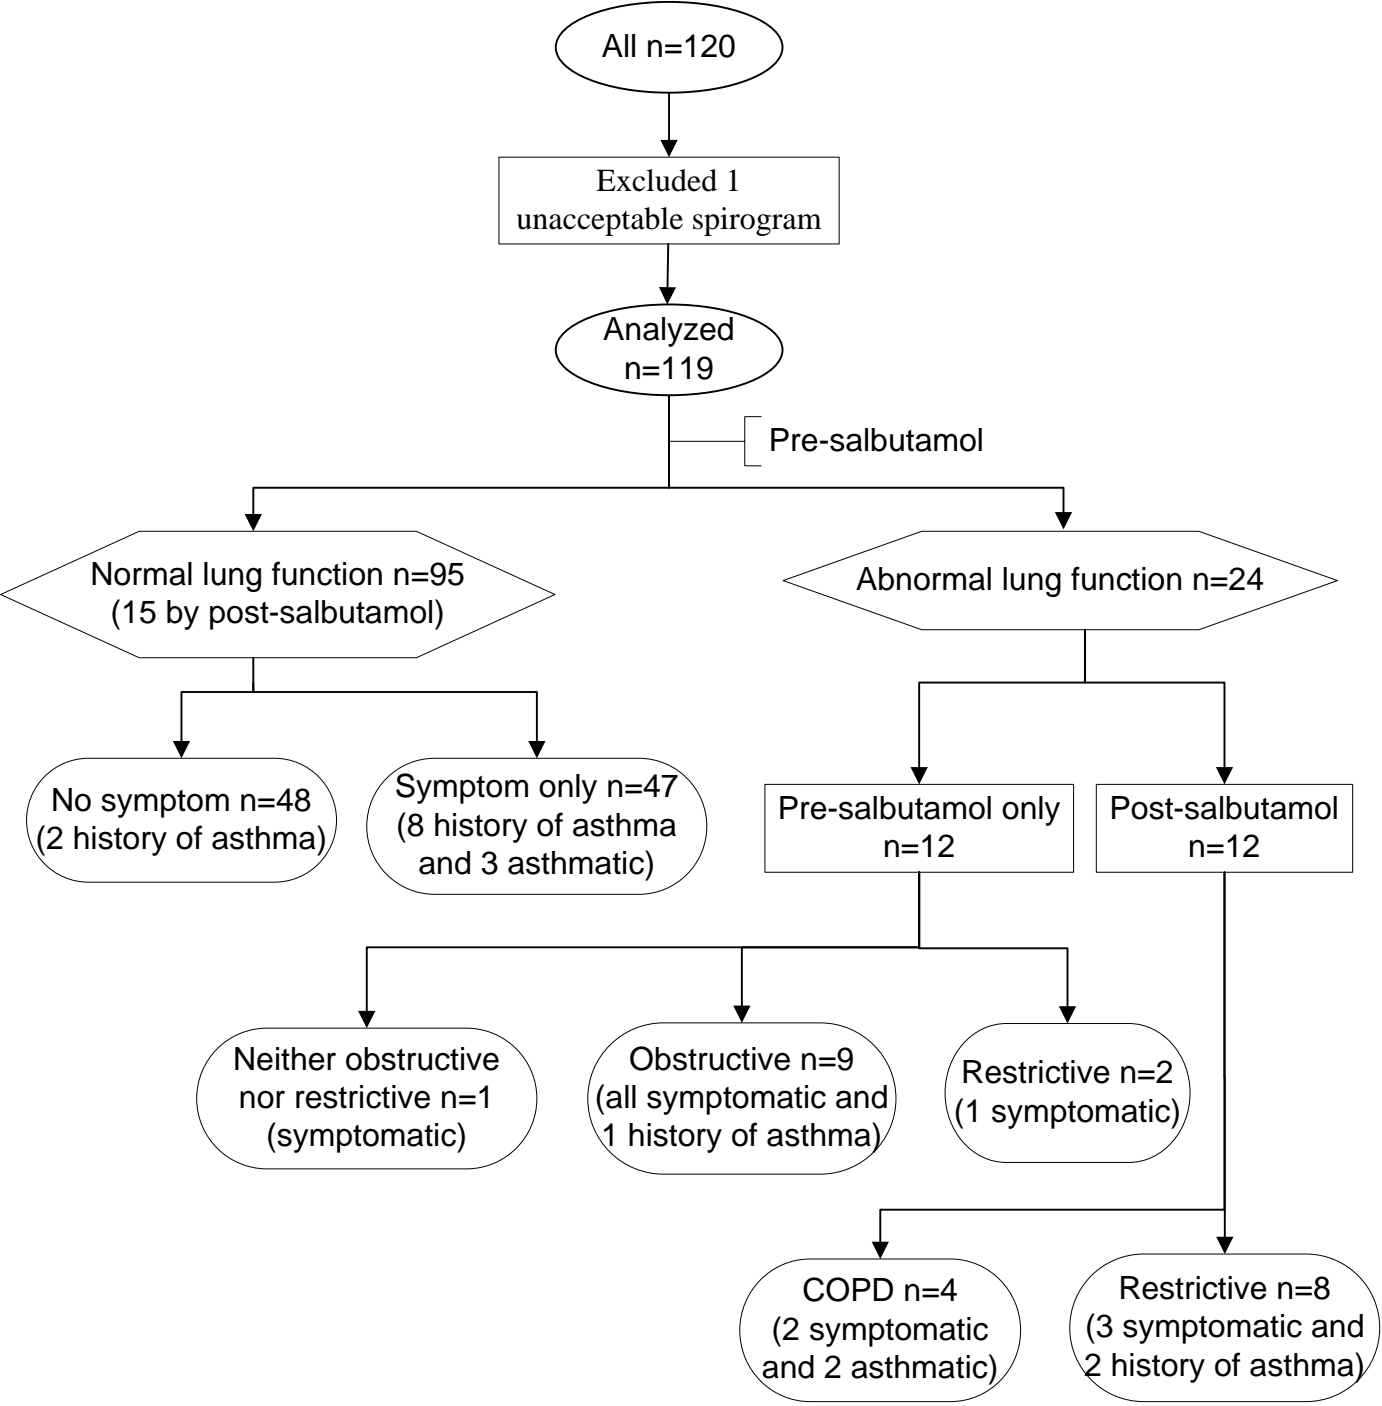 All n=120
Excluded 1
unacceptable spirogram
Analyzed
n=119
Pre-salbutamol
Normal lung function n=95
(15 by post-salbutamol)
Abnormal lung function n=24
No symptom n=48
(2 history of asthma)
Symptom only n=47
(8 history of asthma
and 3 asthmatic)
Pre-salbutamol only
n=12
Post-salbutamol
n=12
Neither obstructive
nor restrictive n=1
(symptomatic)
Obstructive n=9
(all symptomatic and
1 history of asthma)
Restrictive n=2
(1 symptomatic)
COPD n=4
(2 symptomatic
and 2 asthmatic)
Restrictive n=8
(3 symptomatic and
2 history of asthma)